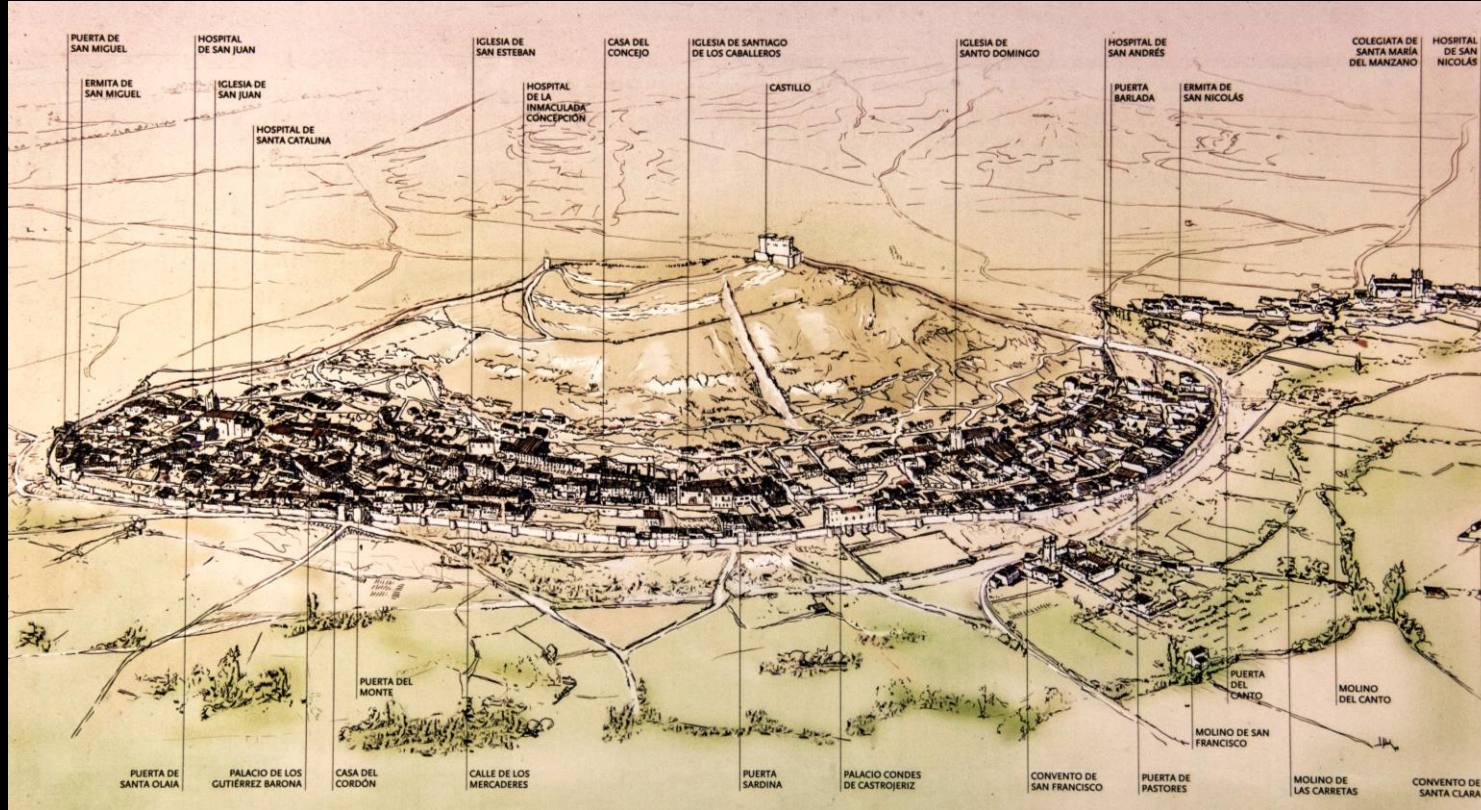 PUERTA DE
SAN MIGUEL
HOSPITAL
DE SAN JUAN
IGLESIA DE
SAN ESTEBAN
CASA DEL
CONCEJO
IGLESIA DE SANTIAGO
DE LOS CABALLEROS
IGLESIA DE
SANTO DOMINGO
HOSPITAL DE
SAN ANDRÉS
COLEGIATA DE
SANTA MARÍA
DEL MANZANO
HOSPITAL
DE SAN
NICOLÁS
ERMITA DE
SAN MIGUEL
IGLESIA DE
SAN JUAN
HOSPITAL
DE LA
INMACULADA
CONCEPCIÓN
CASTILLO
PUERTA
BARLADA
ERMITA DE
SAN NICOLÁS
HOSPITAL DE
SANTA CATALINA
PUERTA DEL
MONTE
PUERTA
DEL
CANTO
MOLINO
DEL CANTO
MOLINO DE SAN
FRANCISCO
PUERTA DE
SANTA OLAIA
PALACIO DE LOS
GUTIÉRREZ BARONA
CASA DEL
CORDÓN
CALLE DE LOS
MERCADERES
PUERTA
SARDINA
PALACIO CONDES
DE CASTROJERIZ
CONVENTO DE
SAN FRANCISCO
PUERTA DE
PASTORES
MOLINO DE
LAS CARRETAS
CONVENTO DE
SANTA CLARA